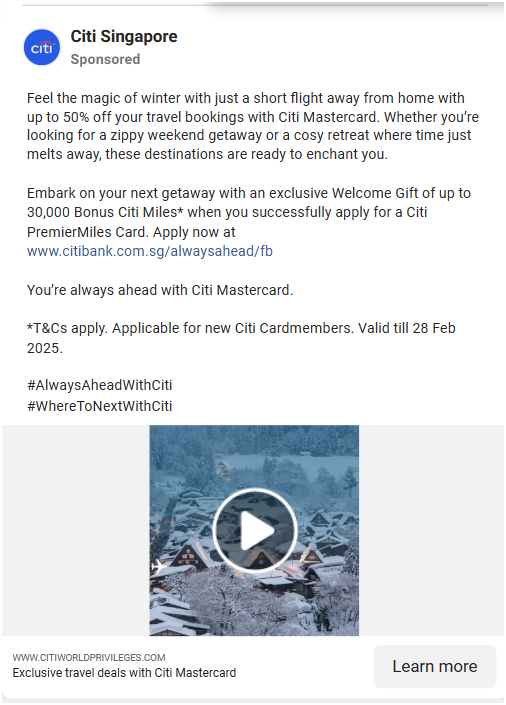 citi
Citi Singapore
Sponsored
Feel the magic of winter with just a short flight away from home with
up to 50% off your travel bookings with Citi Mastercard. Whether you’re
looking for a zippy weekend getaway or a cosy retreat where time just
melts away, these destinations are ready to enchant you.
Embark on your next getaway with an exclusive Welcome Gift of up to
30,000 Bonus Citi Miles* when you successfully apply for a Citi
PremierMiles Card. Apply now at
www.citibank.com.sg/alwaysahead/fb
You’re always ahead with Citi Mastercard.
*T&Cs apply. Applicable for new Citi Cardmembers. Valid till 28 Feb
2025.
#AlwaysAheadWithCiti
#WhereToNextWithCiti
WWW.CITIWORLDPRIVILEGES.COM
Exclusive travel deals with Citi Mastercard
Learn more